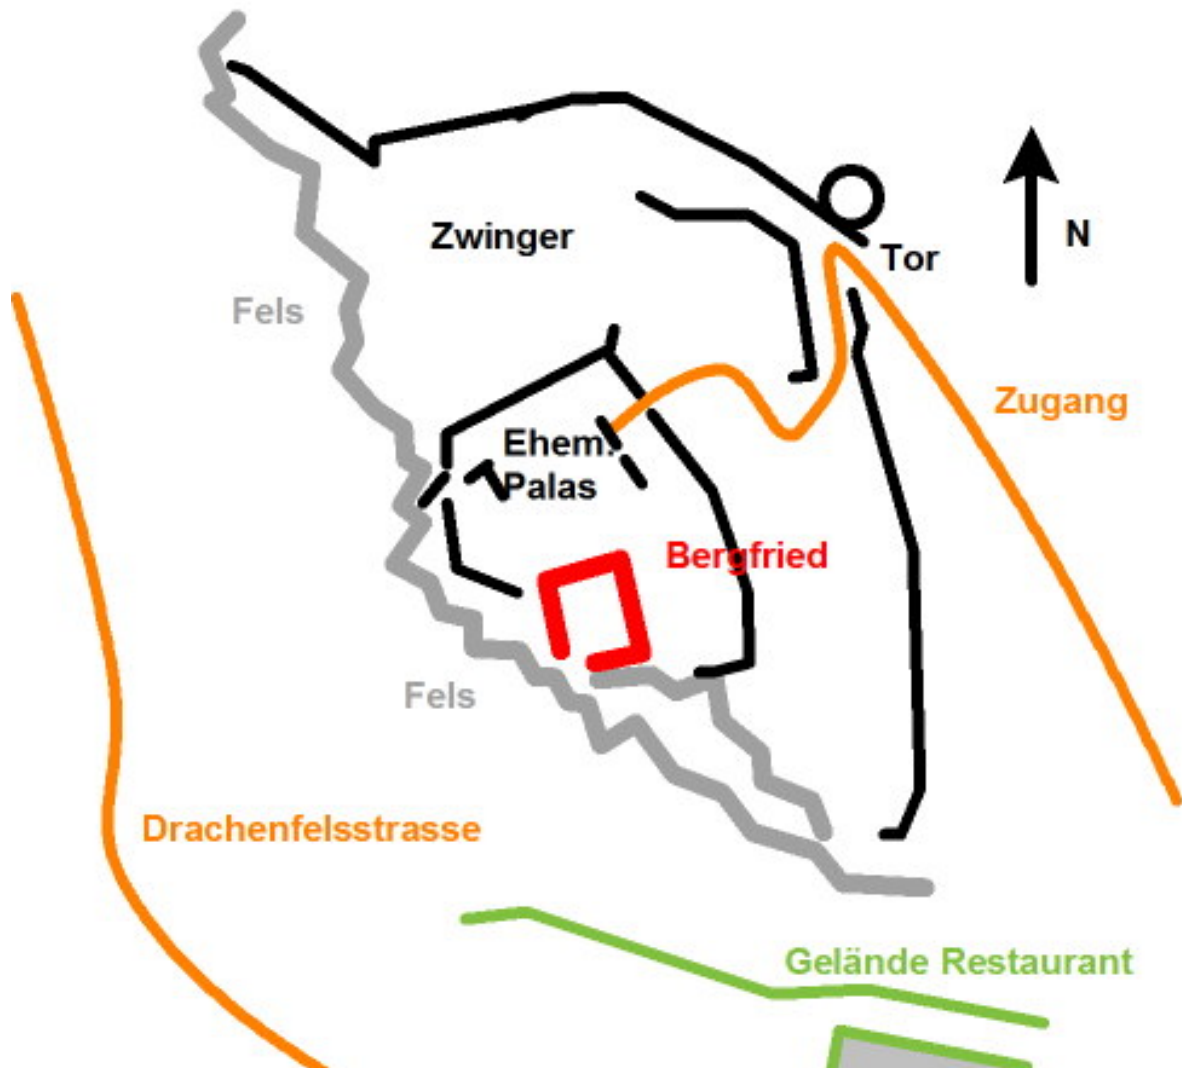 Zwinger
Tor
N
Fels
Zugang
Ehem.
Palas
Bergfried
Fels
Drachenfelsstrasse
Gelände Restaurant